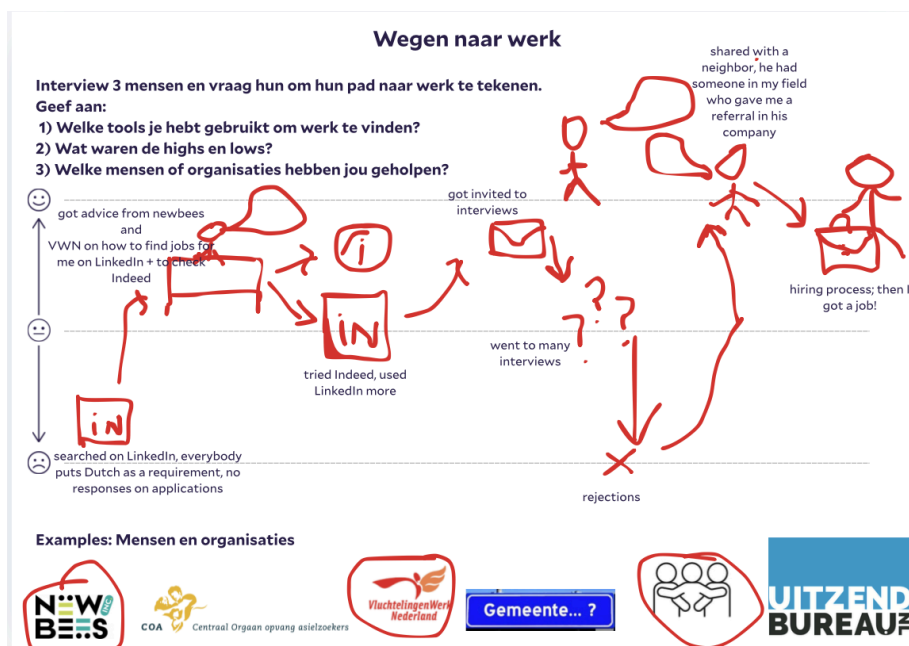 Wegen naar werk
Interview 3 mensen en vraag hun om hun pad naar werk te tekenen.
Geef aan:
1) Welke tools je hebt gebruikt om werk te vinden?
2) Wat waren de highs en lows?
3) Welke mensen of organisaties hebben jou geholpen?
shared with a
neighbor, he had
someone in my field
who gave me a
referral in his
company
got invited to
interviews
got advice from newbees
and
VWN on how to find jobs for
me on LinkedIn + to check
Indeed
i
iN
tried Indeed, used
LinkedIn more
? ? ?
went to many
interviews
hiring process; then I
got a job!
iN
searched on LinkedIn, everybody
puts Dutch as a requirement, no
responses on applications
rejections
Examples: Mensen en organisaties
NEW
BEES
INC
COA Centraal Orgaan opvang asielzoekers
VluchtelingenWerk
Nederland
Gemeente... ?
UITZEND
BUREAU